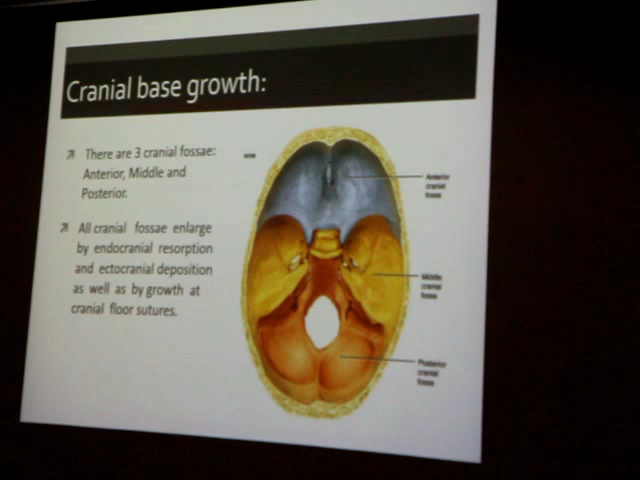 Cranial base growth:
There are 3 cranial fossae:
Anterior, Middle and
Posterior.
All cranial fossae enlarge
by endocranial resorption
and ectocranial deposition
as well as by growth at
cranial floor sutures.
Anterior
cranial
fossa
Middle
cranial
fossa
Posterior
cranial
fossa